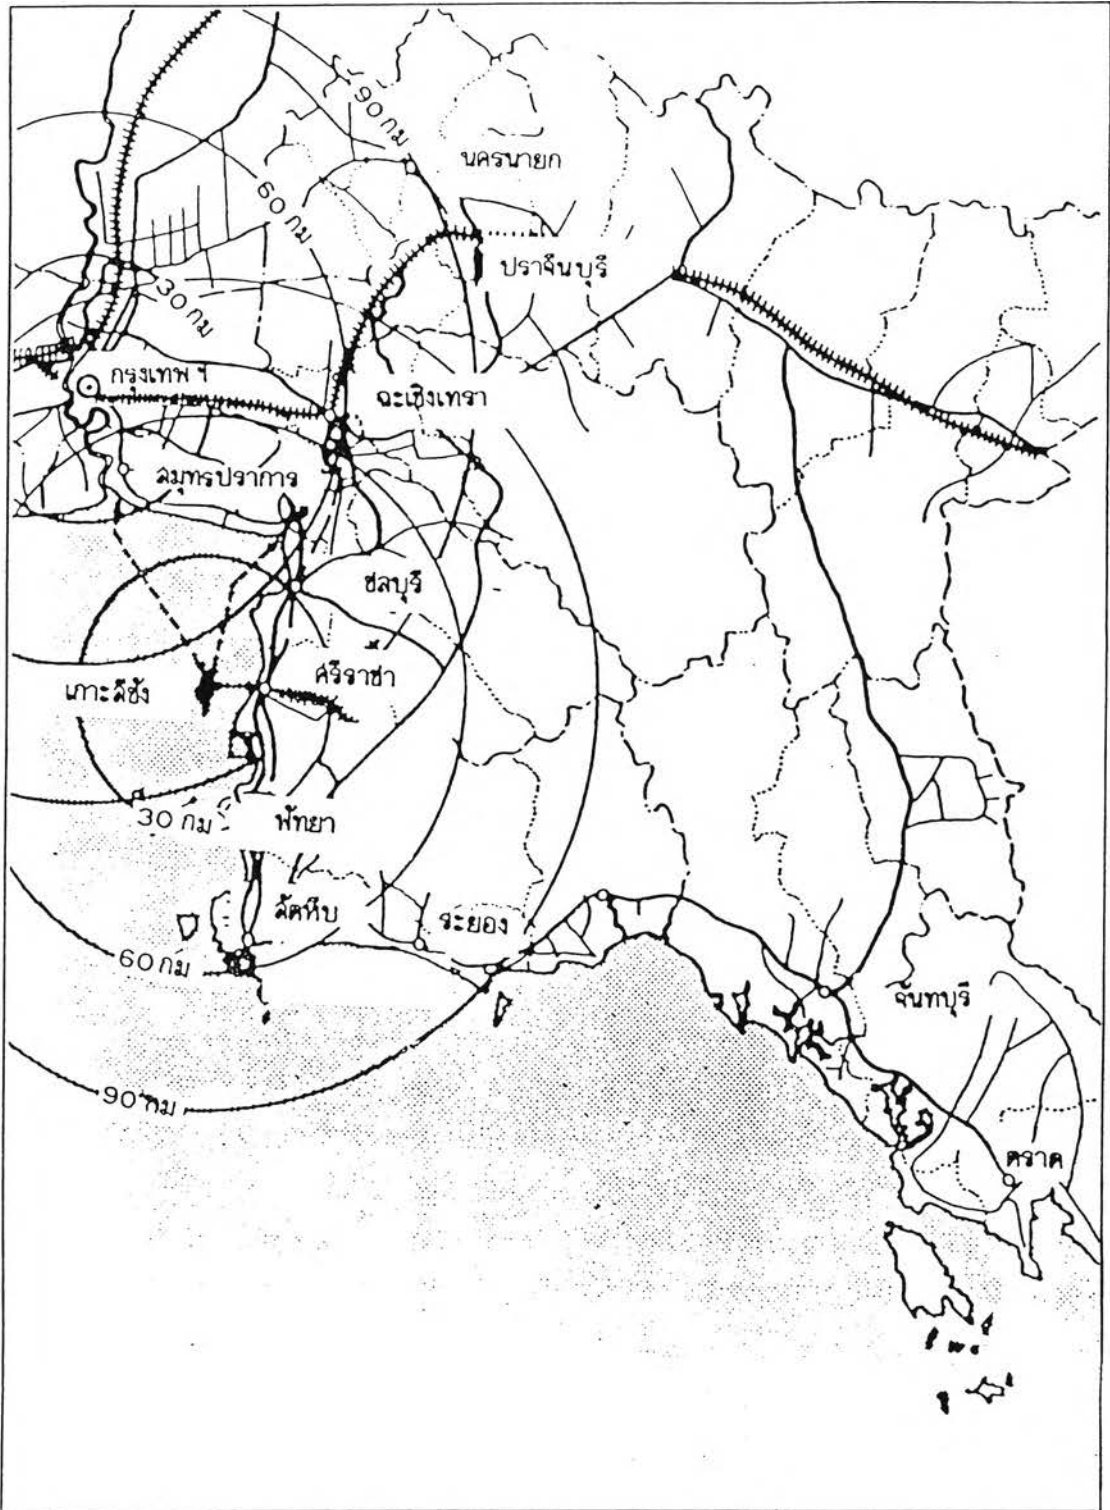 90 กม
นครนายก
60 กม
ปราจีนบุรี
30 กม
กรุงเทพ ฯ
ฉะเชิงเทรา
สมุทรปราการ
ชลบุรี
ศรีราชา
เกาะสีชัง
30 กม
พัทยา
สัตหีบ
ระยอง
60 กม
จันทบุรี
90 กม
ตราด